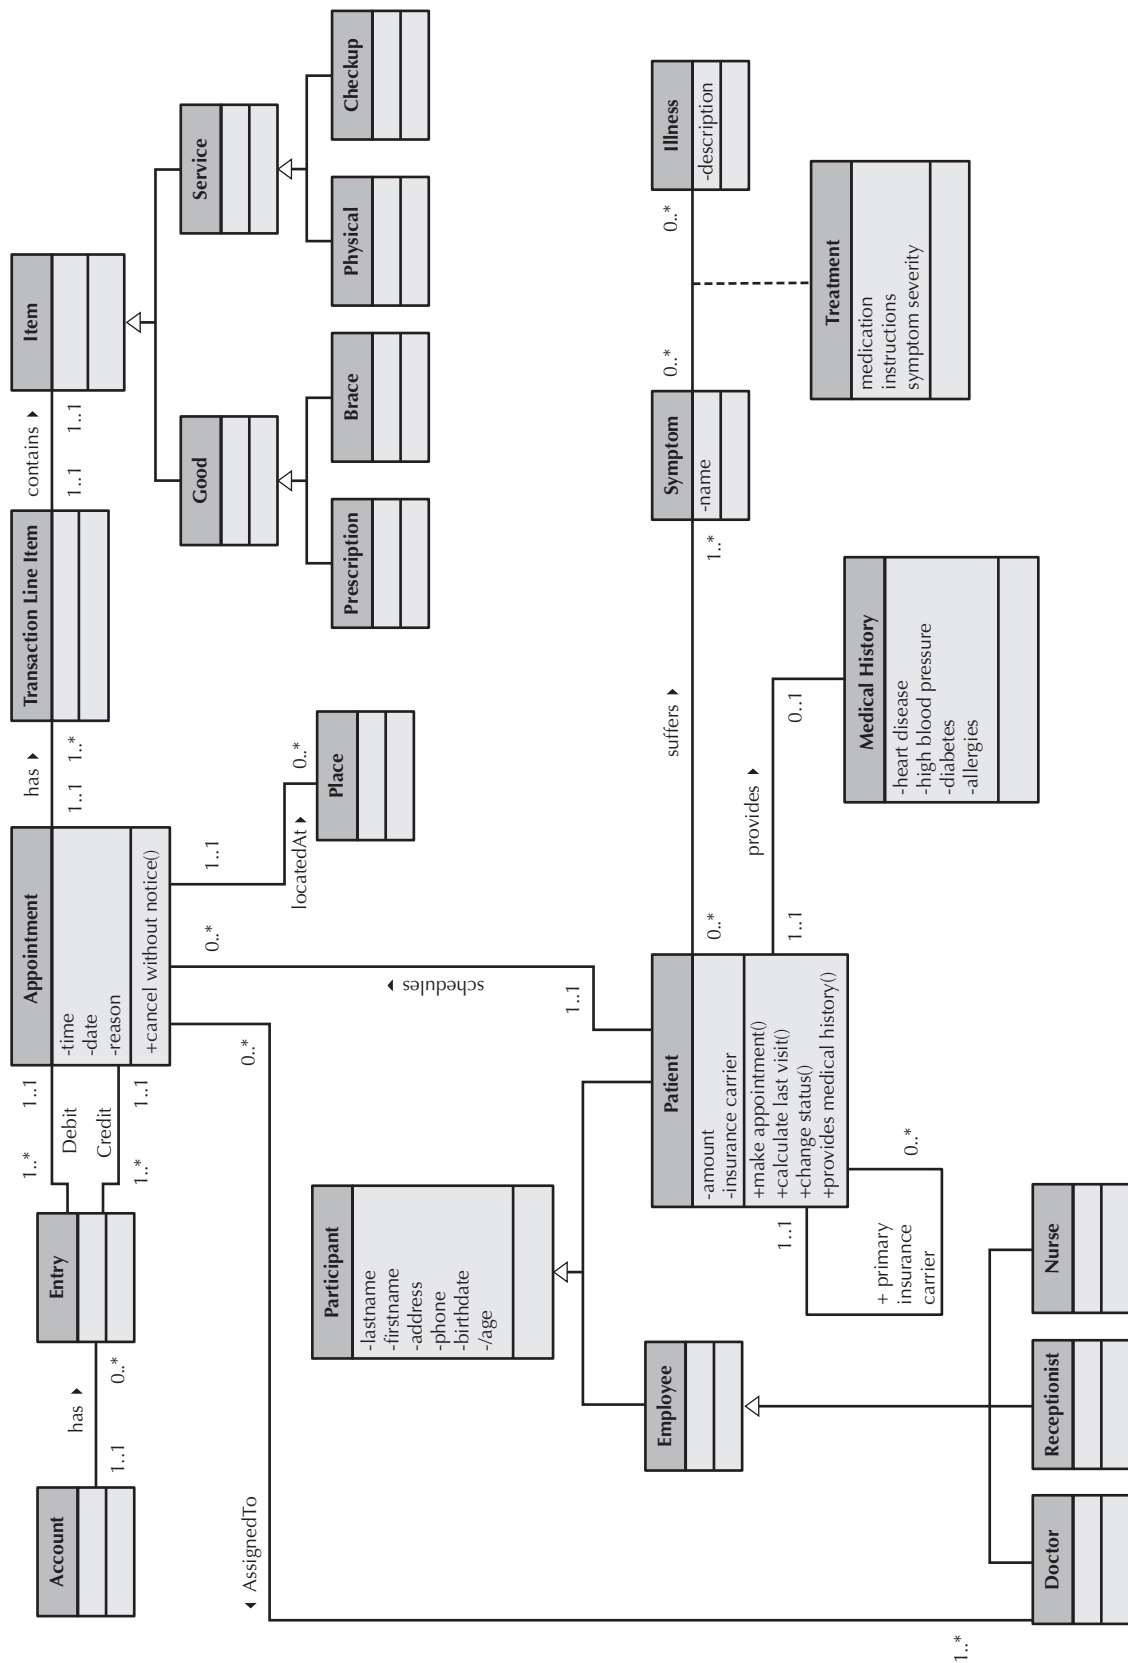 Account
1..1
has ▸
0..*
Entry
1..*
Debit
1..1
1..*
Credit
1..1
Appointment
-time
-date
-reason
+cancel without notice()
1..1
has ▸
1..*
Transaction Line Item
1..1
contains ▸
1..1
Item
Good
Service
Prescription
Brace
Physical
Checkup
1..1
locatedAt ▸
0..*
Place
◂ AssignedTo
0..*
1..*
0..*
schedules ▸
1..1
Participant
-lastname
-firstname
-address
-phone
-birthdate
-/age
Employee
Patient
-amount
-insurance carrier
+make appointment()
+calculate last visit()
+change status()
+provides medical history()
1..1
+ primary
insurance
carrier
0..*
0..*
suffers ▸
1..*
1..1
provides ▸
0..1
Medical History
-heart disease
-high blood pressure
-diabetes
-allergies
Symptom
-name
0..*
0..*
Illness
-description
Treatment
medication
instructions
symptom severity
Doctor
Receptionist
Nurse